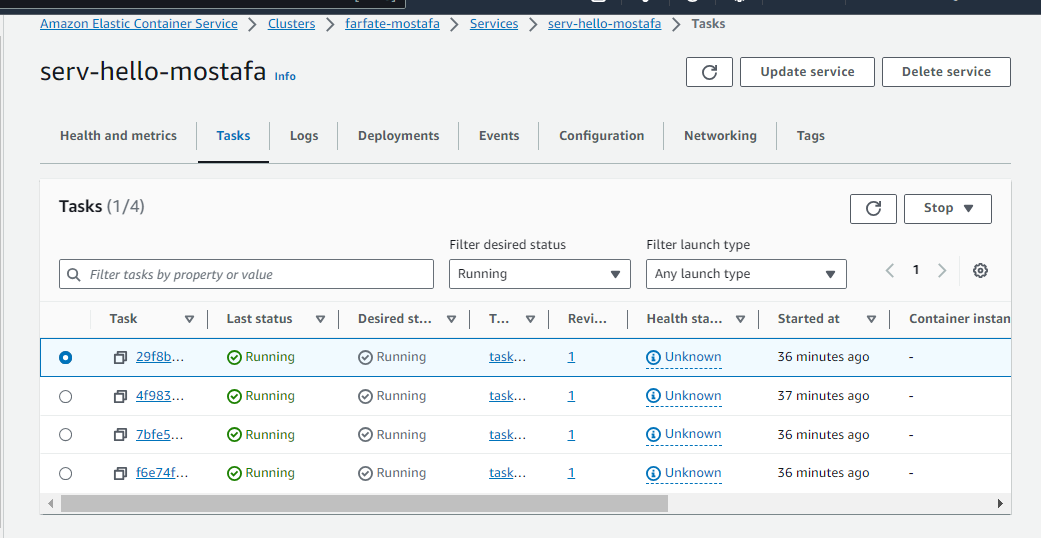 Amazon Elastic Container Service > Clusters > farfate-mostafa > Services > serv-hello-mostafa > Tasks
serv-hello-mostafa Info
Update service Delete service
Health and metrics Tasks Logs Deployments Events Configuration Networking Tags
Tasks (1/4)
Stop
Filter desired status Filter launch type
Filter tasks by property or value Running Any launch type 1
Task Last status Desired st... T... Revi... Health sta... Started at Container instan
29f8b... Running Running task... 1 Unknown 36 minutes ago -
4f983... Running Running task... 1 Unknown 37 minutes ago -
7bfe5... Running Running task... 1 Unknown 36 minutes ago -
f6e74f... Running Running task... 1 Unknown 36 minutes ago -